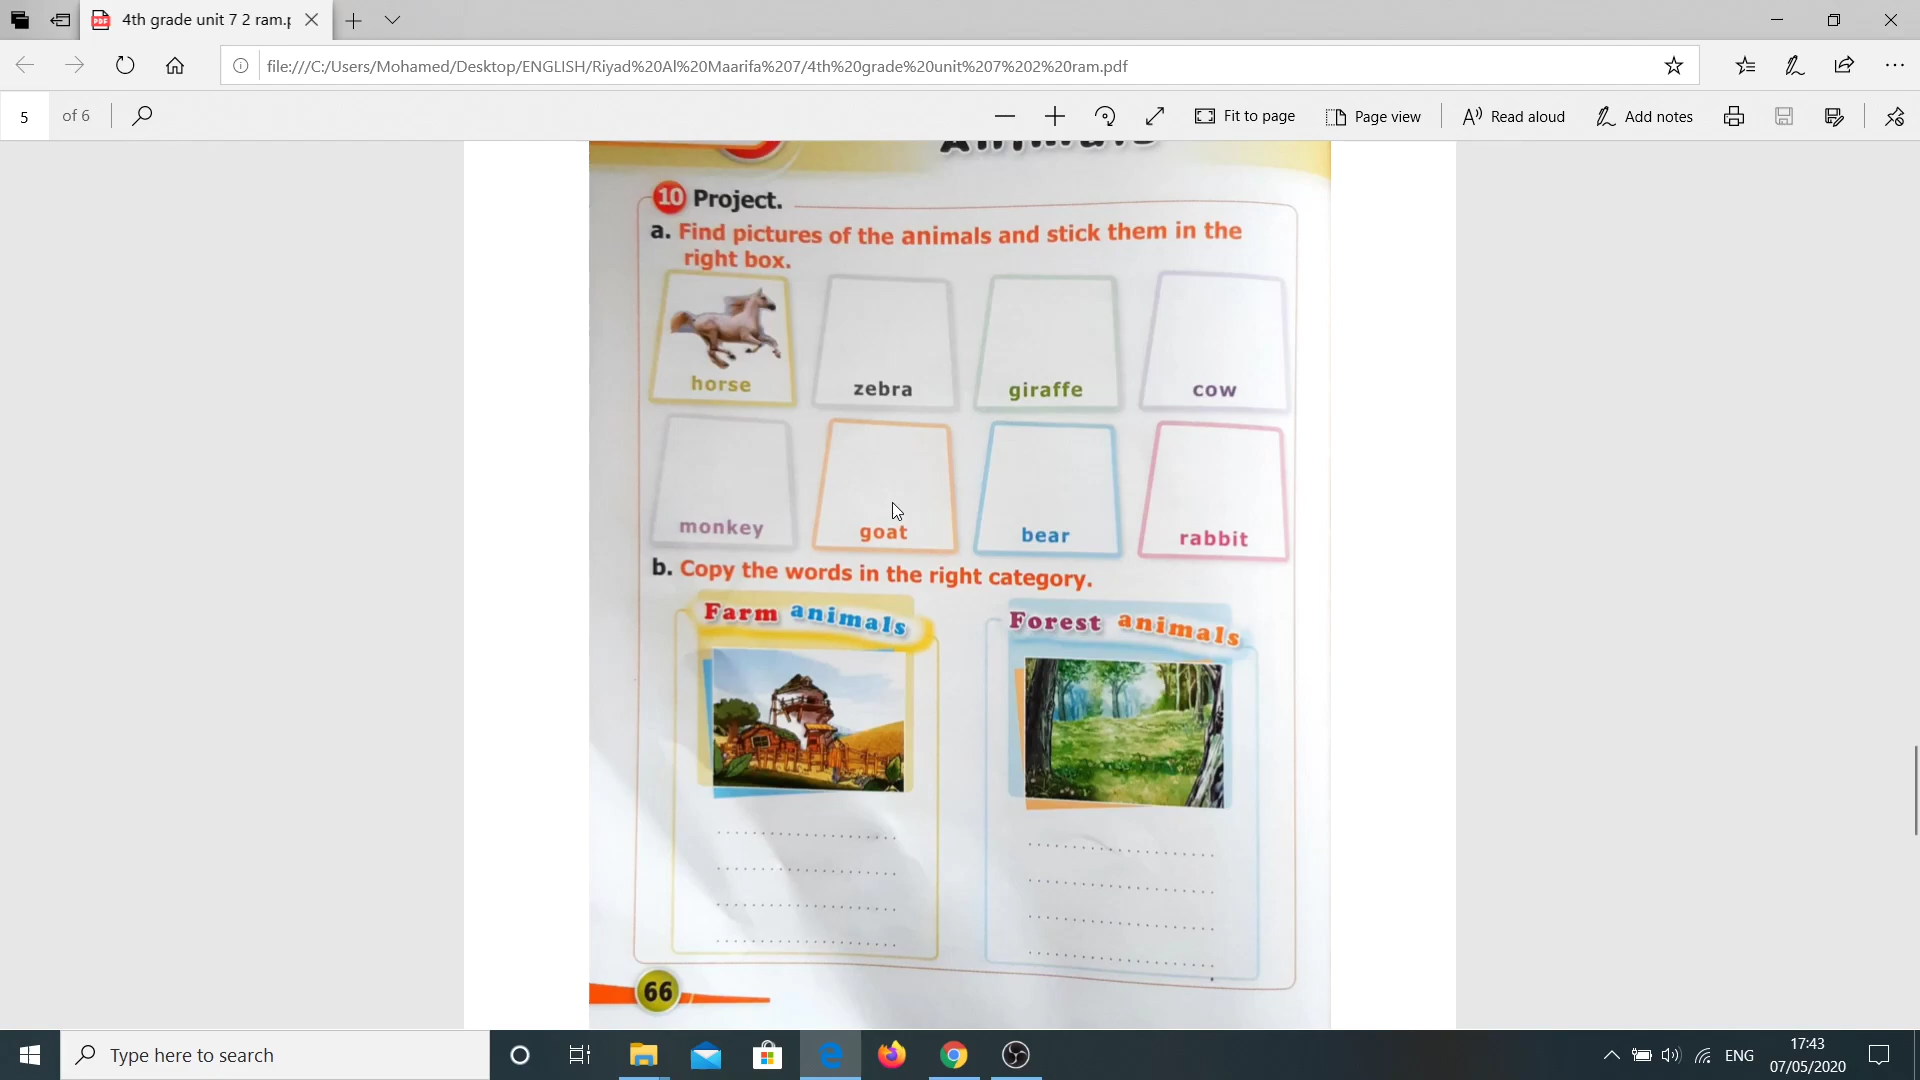 4th grade unit 7 2 ram.p
file:///C:/Users/Mohamed/Desktop/ENGLISH/Riyad%20Al%20Maarifa%207/4th%20grade%20unit%207%202%20ram.pdf
5 of 6
Fit to page
Page view
Read aloud
Add notes
Animals
10 Project.
a. Find pictures of the animals and stick them in the
right box.
horse
zebra
giraffe
cow
monkey
goat
bear
rabbit
b. Copy the words in the right category.
Farm animals
Forest animals
66
Type here to search
ENG
17:43
07/05/2020